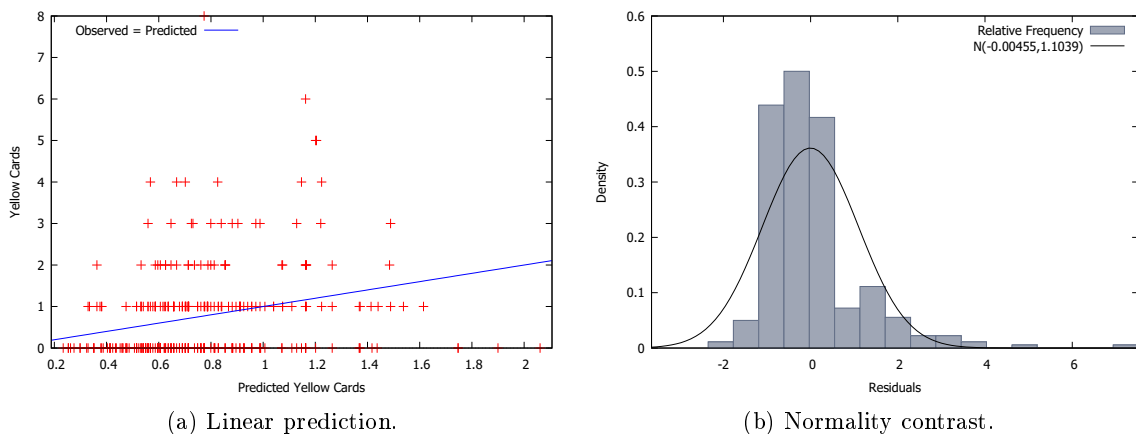 8
7
6
5
4
3
2
1
0
Yellow Cards
Observed = Predicted
0.2 0.4 0.6 0.8 1 1.2 1.4 1.6 1.8 2
Predicted Yellow Cards
(a) Linear prediction.
0.6
0.5
0.4
0.3
0.2
0.1
0
Density
Relative Frequency
N(-0.00455,1.1039)
-2 0 2 4 6
Residuals
(b) Normality contrast.